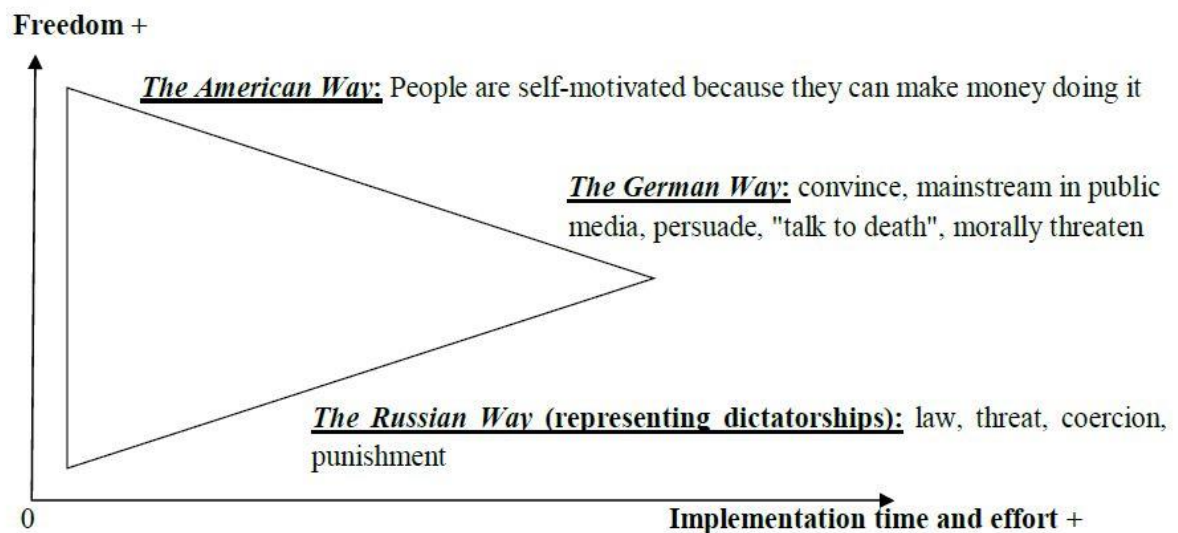 Freedom +
The American Way: People are self-motivated because they can make money doing it
The German Way: convince, mainstream in public
media, persuade, "talk to death", morally threaten
The Russian Way (representing dictatorships): law, threat, coercion,
punishment
0
Implementation time and effort +